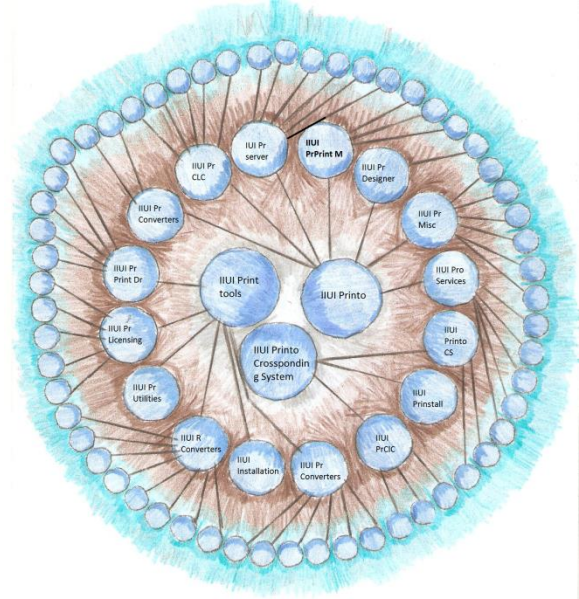 IUI Pr
server
IIUI
PrPrint M
IIUI Pr
CLC
IIUI Pr
Designer
IIUI Pr
Converters
IIUI Pr
Misc
IIUI Pr
Print Dr
IIUI Print
tools
IIUI Printo
IIUI Pro
Services
IIUI Pr
Licensing
IIUI Printo
Crosspondin
g System
IIUI
Printo
CS
IIUI Pr
Utilities
IIUI
Prinstall
IIUI R
Converters
IIUI
Installation
IIUI Pr
Converters
IIUI
PrCIC